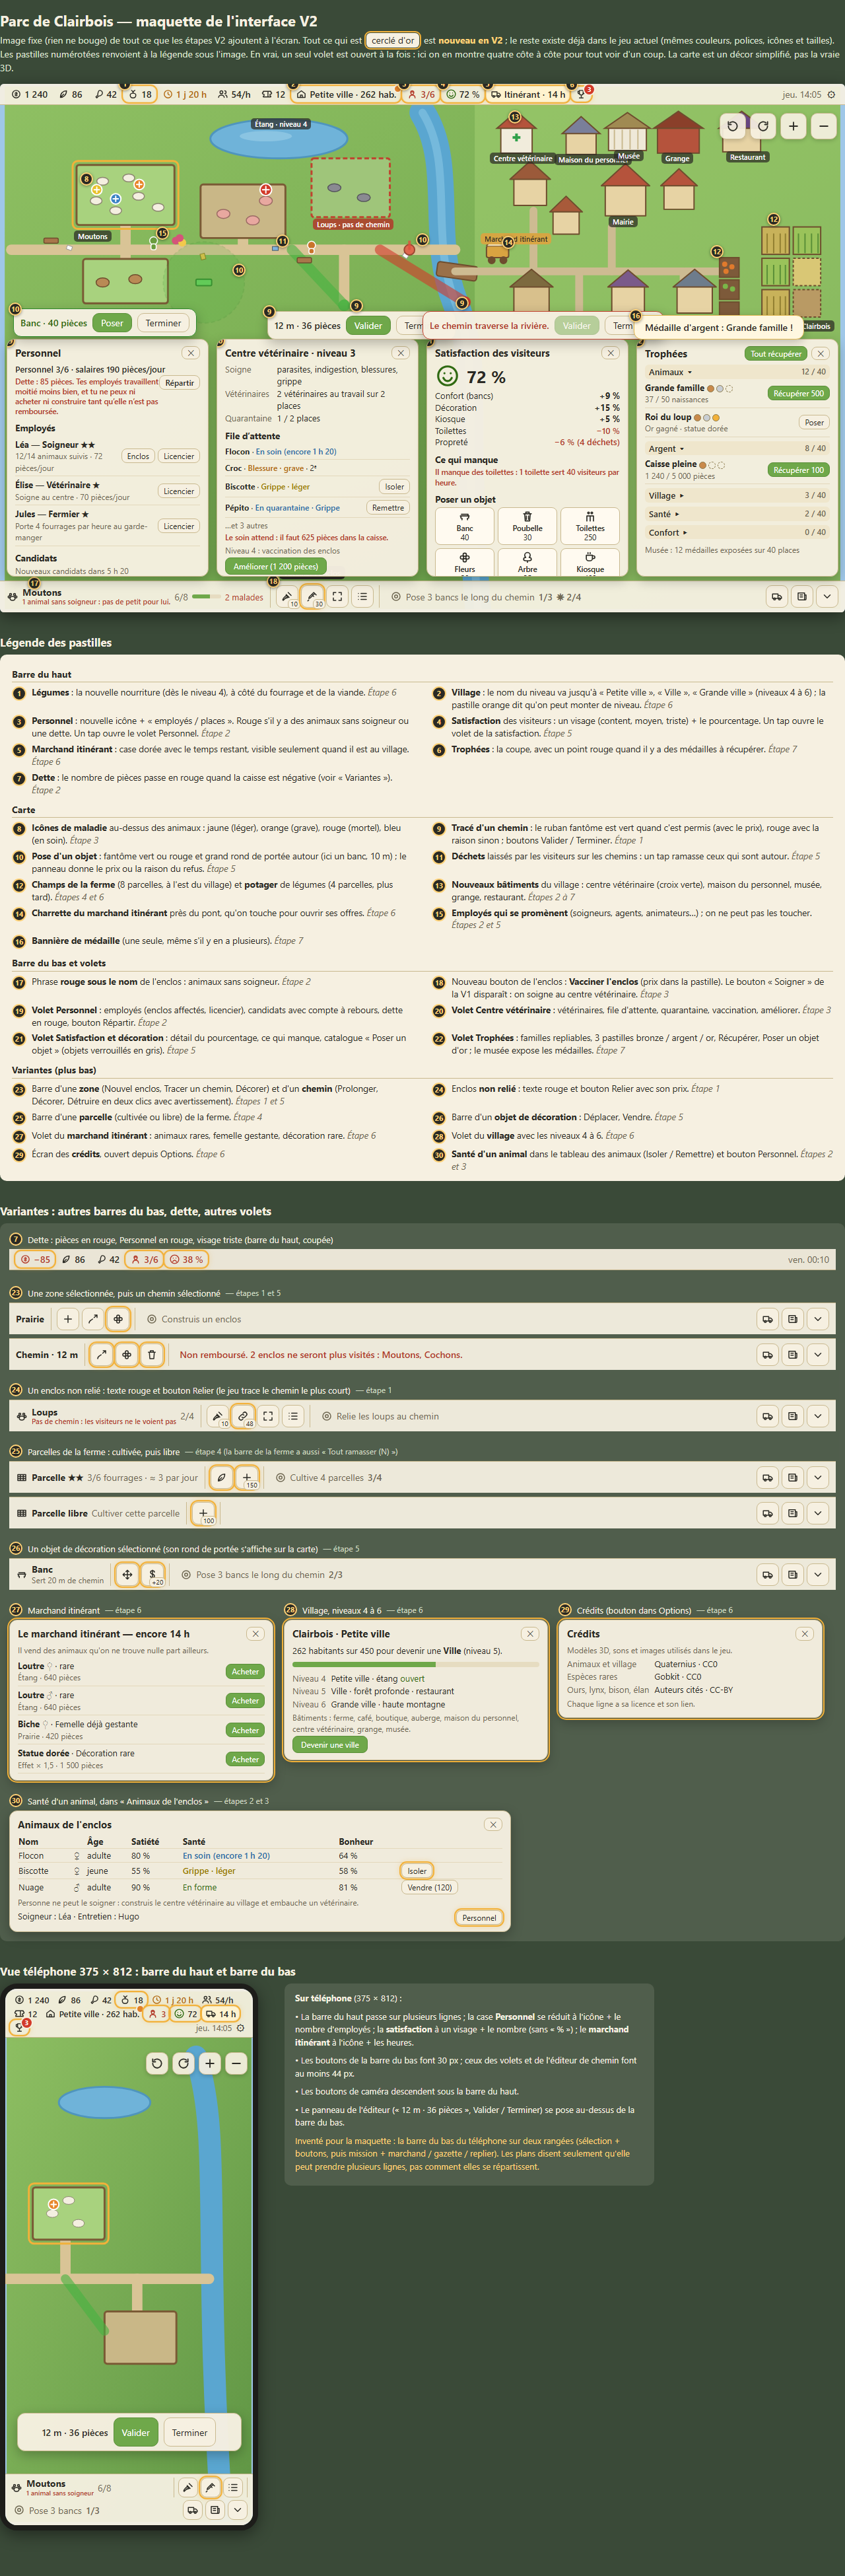 Parc de Clairbois — maquette de l'interface V2
Image fixe (rien ne bouge) de tout ce que les étapes V2 ajoutent à l'écran. Tout ce qui est cerclé d'or est nouveau en V2 ; le reste existe déjà dans le jeu actuel (mêmes couleurs, polices, icônes et tailles).
Les pastilles numérotées renvoient à la légende sous l'image. En vrai, un seul volet est ouvert à la fois : ici on en montre quatre côte à côte pour tout voir d'un coup. La carte est un décor simplifié, pas la vraie
3D.
1 240 86 42 18 1 j 20 h 54/h 12 Petite ville · 262 hab. 3/6 72 % Itinérant · 14 h 3 jeu. 14:05
Étang · niveau 4
13
Centre vétérinaire
Musée
Grange
Restaurant
8
Moutons
15
Loups · pas de chemin
Mairie
12
11
10
14
10
12
9
9
10
Banc · 40 pièces Poser Terminer
9
12 m · 36 pièces Valider
Le chemin traverse la rivière. Valider
16
Médaille d'argent : Grande famille !
Clairbois
Personnel
Personnel 3/6 · salaires 190 pièces/jour
Dette : 85 pièces. Tes employés travaillent
moitié moins bien, et tu ne peux ni
acheter ni construire tant qu'elle n'est pas
remboursée.
Répartir
Employés
Léa — Soigneur ★★
12/14 animaux suivis · 72
pièces/jour
Enclos Licencier
Élise — Vétérinaire ★
Soigne au centre · 70 pièces/jour
Licencier
Jules — Fermier ★
Porte 4 fourrages par heure au garde-
manger
Licencier
Candidats
Nouveaux candidats dans 5 h 20
Centre vétérinaire · niveau 3
Soigne parasites, indigestion, blessures,
grippe
Vétérinaires 2 vétérinaires au travail sur 2
places
Quarantaine 1 / 2 places
File d'attente
Flocon · En soin (encore 1 h 20)
Croc · Blessure · grave · 2ᵉ
Biscotte · Grippe · léger Isoler
Pépito · En quarantaine · Grippe Remettre
...et 3 autres
Le soin attend : il faut 625 pièces dans la caisse.
Niveau 4 : vaccination des enclos
Améliorer (1 200 pièces)
Satisfaction des visiteurs
72 %
Confort (bancs) +9 %
Décoration +15 %
Kiosque +5 %
Toilettes −10 %
Propreté −6 % (4 déchets)
Ce qui manque
Il manque des toilettes : 1 toilette sert 40 visiteurs par
heure.
Poser un objet
Banc
40
Poubelle
30
Toilettes
250
Fleurs
Arbre
Kiosque
Trophées Tout récupérer
Animaux ▾ 12 / 40
Grande famille
37 / 50 naissances
Récupérer 500
Roi du loup
Or gagné · statue dorée
Poser
Argent ▾ 8 / 40
Caisse pleine
1 240 / 5 000 pièces
Récupérer 100
Village ▸ 3 / 40
Santé ▸ 2 / 40
Confort ▸ 0 / 40
Musée : 12 médailles exposées sur 40 places
17
Moutons
1 animal sans soigneur : pas de petit pour lui.
6/8 2 malades
18
10
30
Pose 3 bancs le long du chemin 1/3 ☀ 2/4
Légende des pastilles
Barre du haut
1 Légumes : la nouvelle nourriture (dès le niveau 4), à côté du fourrage et de la viande. Étape 6
2 Village : le nom du niveau va jusqu'à « Petite ville », « Ville », « Grande ville » (niveaux 4 à 6) ; la
pastille orange dit qu'on peut monter de niveau. Étape 6
3 Personnel : nouvelle icône + « employés / places ». Rouge s'il y a des animaux sans soigneur ou
une dette. Un tap ouvre le volet Personnel. Étape 2
4 Satisfaction des visiteurs : un visage (content, moyen, triste) + le pourcentage. Un tap ouvre le
volet de la satisfaction. Étape 5
5 Marchand itinérant : case dorée avec le temps restant, visible seulement quand il est au village.
Étape 6
6 Trophées : la coupe, avec un point rouge quand il y a des médailles à récupérer. Étape 7
7 Dette : le nombre de pièces passe en rouge quand la caisse est négative (voir « Variantes »).
Étape 2
Carte
8 Icônes de maladie au-dessus des animaux : jaune (léger), orange (grave), rouge (mortel), bleu
(en soin). Étape 3
9 Tracé d'un chemin : le ruban fantôme est vert quand c'est permis (avec le prix), rouge avec la
raison sinon ; boutons Valider / Terminer. Étape 1
10 Pose d'un objet : fantôme vert ou rouge et grand rond de portée autour (ici un banc, 10 m) ; le
panneau donne le prix ou la raison du refus. Étape 5
11 Déchets laissés par les visiteurs sur les chemins : un tap ramasse ceux qui sont autour. Étape 5
12 Champs de la ferme (8 parcelles, à l'est du village) et potager de légumes (4 parcelles, plus
tard). Étapes 4 et 6
13 Nouveaux bâtiments du village : centre vétérinaire (croix verte), maison du personnel, musée,
grange, restaurant. Étapes 2 à 7
14 Charrette du marchand itinérant près du pont, qu'on touche pour ouvrir ses offres. Étape 6
15 Employés qui se promènent (soigneurs, agents, animateurs...) ; on ne peut pas les toucher.
Étapes 2 et 5
16 Bannière de médaille (une seule, même s'il y en a plusieurs). Étape 7
Barre du bas et volets
17 Phrase rouge sous le nom de l'enclos : animaux sans soigneur. Étape 2
18 Nouveau bouton de l'enclos : Vacciner l'enclos (prix dans la pastille). Le bouton « Soigner » de
la V1 disparaît : on soigne au centre vétérinaire. Étape 3
19 Volet Personnel : employés (enclos affectés, licencier), candidats avec compte à rebours, dette
en rouge, bouton Répartir. Étape 2
20 Volet Centre vétérinaire : vétérinaires, file d'attente, quarantaine, vaccination, améliorer. Étape 3
21 Volet Satisfaction et décoration : détail du pourcentage, ce qui manque, catalogue « Poser un
objet » (objets verrouillés en gris). Étape 5
22 Volet Trophées : familles repliables, 3 pastilles bronze / argent / or, Récupérer, Poser un objet
d'or ; le musée expose les médailles. Étape 7
Variantes (plus bas)
23 Barre d'une zone (Nouvel enclos, Tracer un chemin, Décorer) et d'un chemin (Prolonger,
Décorer, Détruire en deux clics avec avertissement). Étapes 1 et 5
24 Enclos non relié : texte rouge et bouton Relier avec son prix. Étape 1
25 Barre d'une parcelle (cultivée ou libre) de la ferme. Étape 4
26 Barre d'un objet de décoration : Déplacer, Vendre. Étape 5
27 Volet du marchand itinérant : animaux rares, femelle gestante, décoration rare. Étape 6
28 Volet du village avec les niveaux 4 à 6. Étape 6
29 Écran des crédits, ouvert depuis Options. Étape 6
30 Santé d'un animal dans le tableau des animaux (Isoler / Remettre) et bouton Personnel. Étapes 2
et 3
Variantes : autres barres du bas, dette, autres volets
7 Dette : pièces en rouge, Personnel en rouge, visage triste (barre du haut, coupée)
−85 86 42 3/6 38 % ven. 00:10
23 Une zone sélectionnée, puis un chemin sélectionné — étapes 1 et 5
Prairie Construis un enclos
Chemin · 12 m Non remboursé. 2 enclos ne seront plus visités : Moutons, Cochons.
24 Un enclos non relié : texte rouge et bouton Relier (le jeu trace le chemin le plus court) — étape 1
Loups
Pas de chemin : les visiteurs ne le voient pas
2/4 10 48 Relie les loups au chemin
25 Parcelles de la ferme : cultivée, puis libre — étape 4 (la barre de la ferme a aussi « Tout ramasser (N) »)
Parcelle ★★ 3/6 fourrages · ≈ 3 par jour 150 Cultive 4 parcelles 3/4
Parcelle libre Cultiver cette parcelle 100
26 Un objet de décoration sélectionné (son rond de portée s'affiche sur la carte) — étape 5
Banc
Sert 20 m de chemin
+20 Pose 3 bancs le long du chemin 2/3
27 Marchand itinérant — étape 6
Le marchand itinérant — encore 14 h
Il vend des animaux qu'on ne trouve nulle part ailleurs.
Loutre ♀ · rare
Étang · 640 pièces
Acheter
Loutre ♂ · rare
Étang · 640 pièces
Acheter
Biche ♀ · Femelle déjà gestante
Prairie · 420 pièces
Acheter
Statue dorée · Décoration rare
Effet × 1,5 · 1 500 pièces
Acheter
28 Village, niveaux 4 à 6 — étape 6
Clairbois · Petite ville
262 habitants sur 450 pour devenir une Ville (niveau 5).
Niveau 4 Petite ville · étang ouvert
Niveau 5 Ville · forêt profonde · restaurant
Niveau 6 Grande ville · haute montagne
Bâtiments : ferme, café, boutique, auberge, maison du personnel,
centre vétérinaire, grange, musée.
Devenir une ville
29 Crédits (bouton dans Options) — étape 6
Crédits
Modèles 3D, sons et images utilisés dans le jeu.
Animaux et village Quaternius · CC0
Espèces rares Gobkit · CC0
Ours, lynx, bison, élan Auteurs cités · CC-BY
Chaque ligne a sa licence et son lien.
30 Santé d'un animal, dans « Animaux de l'enclos » — étapes 2 et 3
Animaux de l'enclos
Nom Âge Satiété Santé Bonheur
Flocon ♀ adulte 80 % En soin (encore 1 h 20) 64 %
Biscotte ♀ jeune 55 % Grippe · léger 58 % Isoler
Nuage ♂ adulte 90 % En forme 81 % Vendre (120)
Personne ne peut le soigner : construis le centre vétérinaire au village et embauche un vétérinaire.
Soigneur : Léa · Entretien : Hugo Personnel
Vue téléphone 375 × 812 : barre du haut et barre du bas
1 240 86 42 18 1 j 20 h 54/h
12 Petite ville · 262 hab. 3 72 14 h
3 jeu. 14:05
12 m · 36 pièces Valider Terminer
Moutons
1 animal sans soigneur
6/8
Pose 3 bancs 1/3
Sur téléphone (375 × 812) :
• La barre du haut passe sur plusieurs lignes ; la case Personnel se réduit à l'icône + le
nombre d'employés ; la satisfaction à un visage + le nombre (sans « % ») ; le marchand
itinérant à l'icône + les heures.
• Les boutons de la barre du bas font 30 px ; ceux des volets et de l'éditeur de chemin font
au moins 44 px.
• Les boutons de caméra descendent sous la barre du haut.
• Le panneau de l'éditeur (« 12 m · 36 pièces », Valider / Terminer) se pose au-dessus de la
barre du bas.
Inventé pour la maquette : la barre du bas du téléphone sur deux rangées (sélection +
boutons, puis mission + marchand / gazette / replier). Les plans disent seulement qu'elle
peut prendre plusieurs lignes, pas comment elles se répartissent.